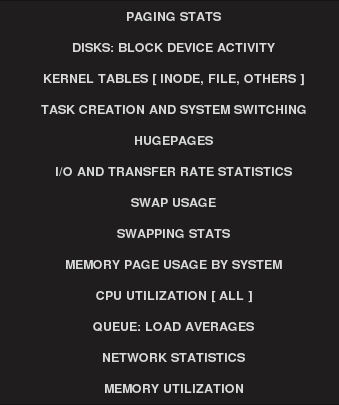 PAGING STATS
DISKS: BLOCK DEVICE ACTIVITY
KERNEL TABLES [ INODE, FILE, OTHERS ]
TASK CREATION AND SYSTEM SWITCHING
HUGEPAGES
I/O AND TRANSFER RATE STATISTICS
SWAP USAGE
SWAPPING STATS
MEMORY PAGE USAGE BY SYSTEM
CPU UTILIZATION [ ALL ]
QUEUE: LOAD AVERAGES
NETWORK STATISTICS
MEMORY UTILIZATION